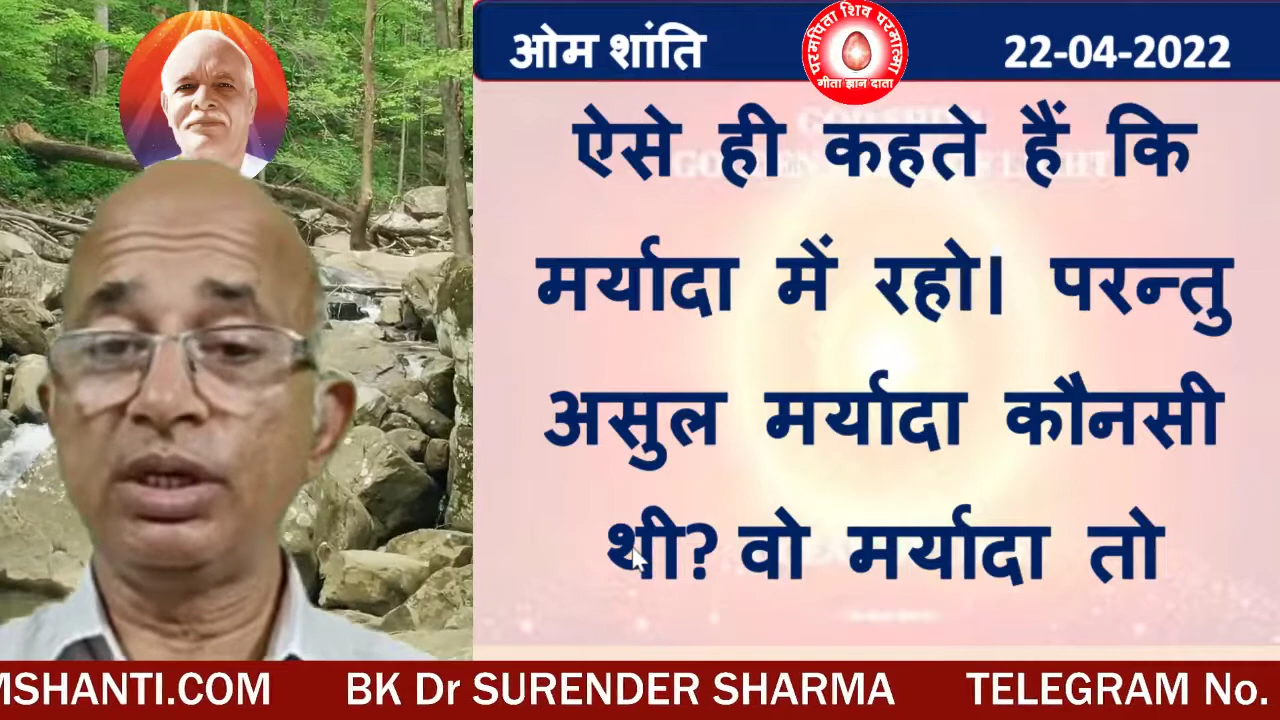 ओम शांति
परमपिता शिव परमात्मा
गीता ज्ञान दाता
22-04-2022
ऐसे ही कहते हैं कि
मर्यादा में रहो। परन्तु
असुल मर्यादा कौनसी
थी? वो मर्यादा तो
MSHANTI.COM BK Dr SURENDER SHARMA TELEGRAM No.